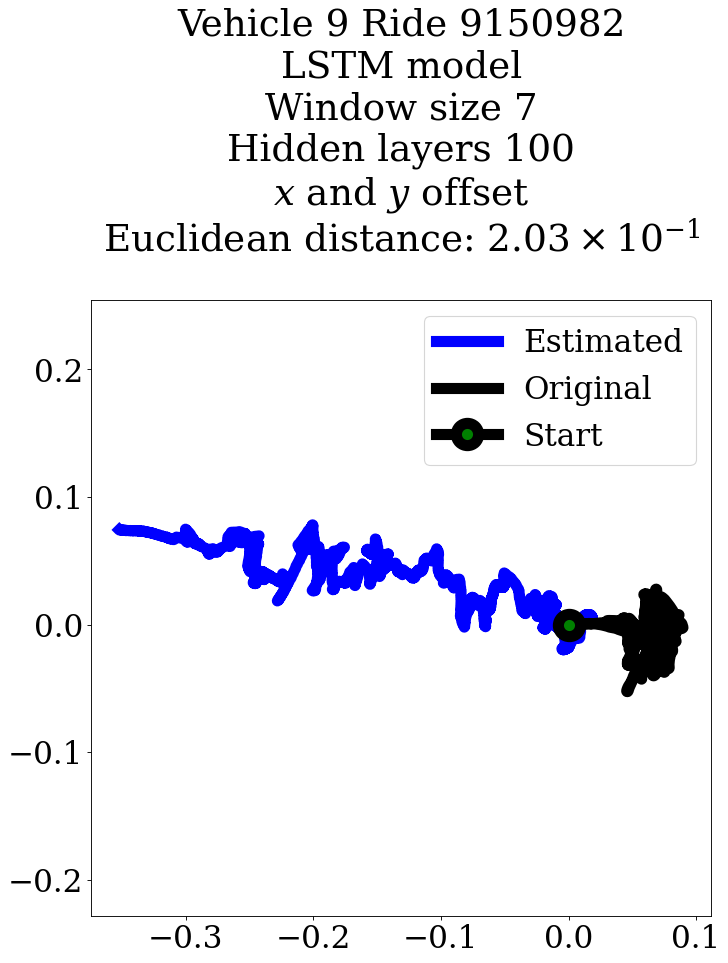 Vehicle 9 Ride 9150982
LSTM model
Window size 7
Hidden layers 100
x and y offset
Euclidean distance: 2.03 × 10⁻¹
Estimated
Original
Start
0.2
0.1
0.0
−0.1
−0.2
−0.3 −0.2 −0.1 0.0 0.1